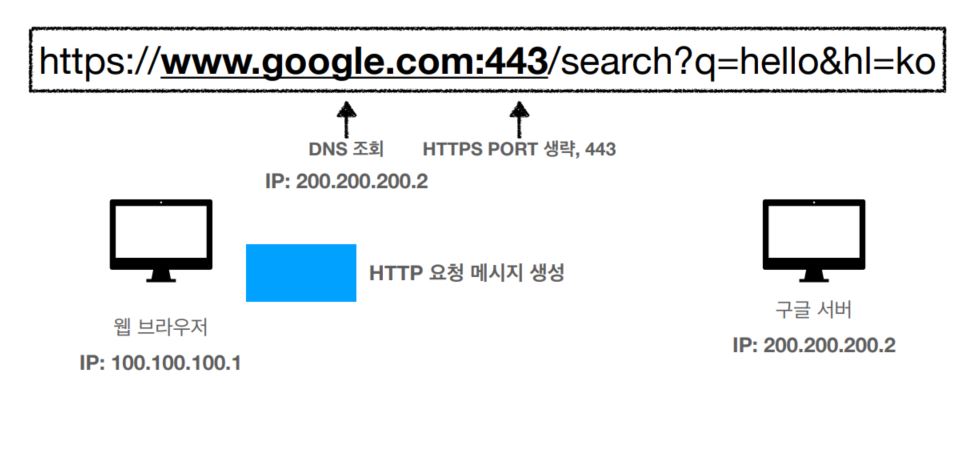 https://www.google.com:443/search?q=hello&hl=ko
DNS 조회
HTTPS PORT 생략, 443
IP: 200.200.200.2
HTTP 요청 메시지 생성
웹 브라우저
IP: 100.100.100.1
구글 서버
IP: 200.200.200.2